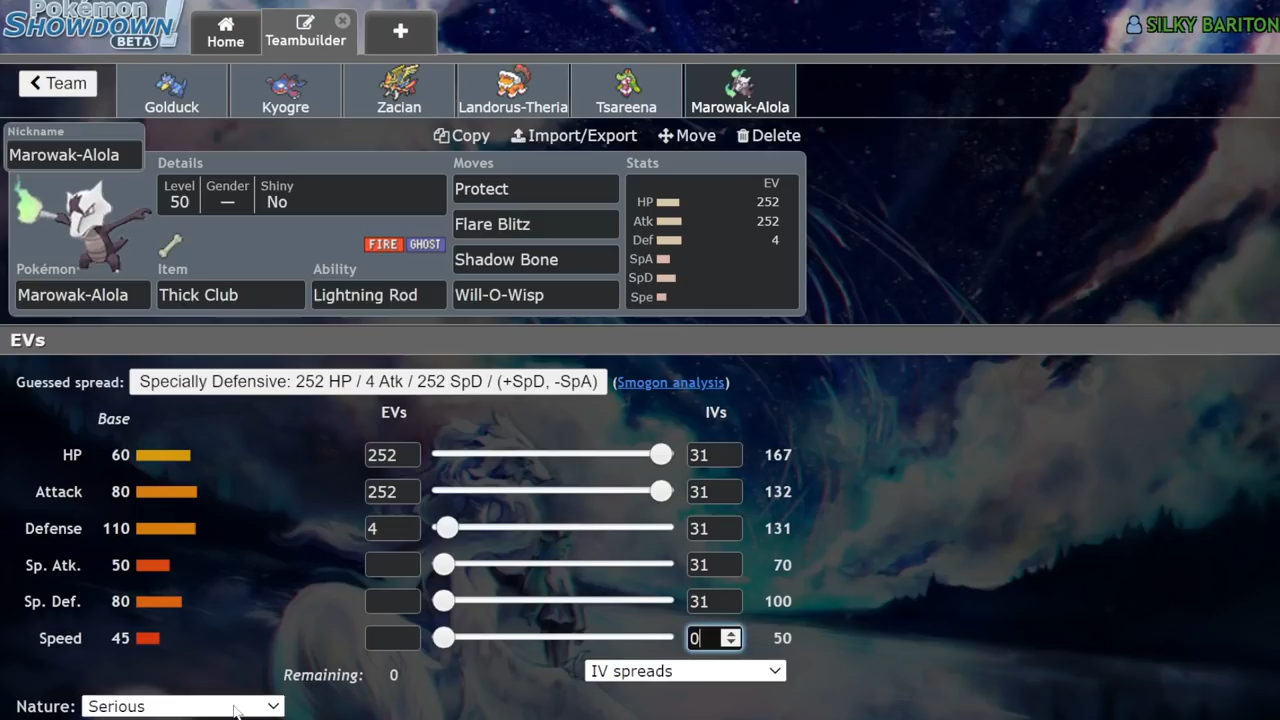 Pokémon
SHOWDOWN!
BETA
Home
Teambuilder
SILKY BARITON
Team
Golduck
Kyogre
Zacian
Landorus-Theria
Tsareena
Marowak-Alola
Nickname
Marowak-Alola
Copy Import/Export Move Delete
Details
Level Gender Shiny
50 — No
FIRE GHOST
Pokémon
Marowak-Alola
Item
Thick Club
Ability
Lightning Rod
Moves
Protect
Flare Blitz
Shadow Bone
Will-O-Wisp
Stats
EV
HP 252
Atk 252
Def 4
SpA
SpD
Spe
EVs
Guessed spread: Specially Defensive: 252 HP / 4 Atk / 252 SpD / (+SpD, -SpA) (Smogon analysis)
Base EVs IVs
HP 60 252 31 167
Attack 80 252 31 132
Defense 110 4 31 131
Sp. Atk. 50 31 70
Sp. Def. 80 31 100
Speed 45 0 50
Remaining: 0 IV spreads
Nature: Serious